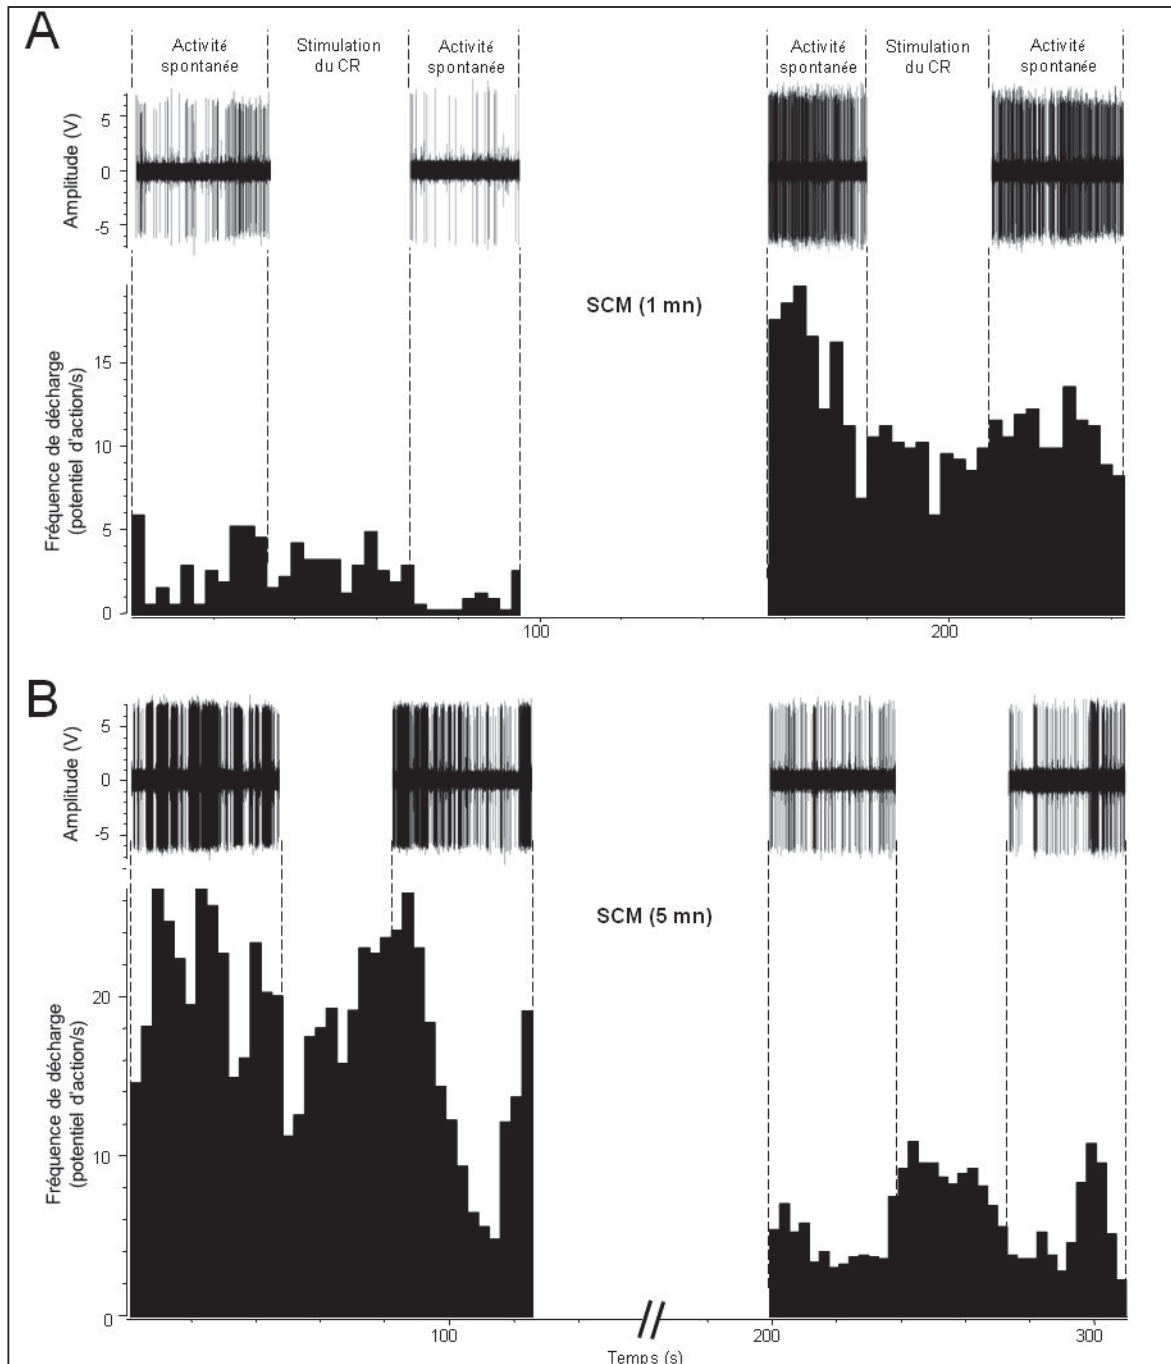 A
Activité
spontanée
Stimulation
du CR
Activité
spontanée
Activité
spontanée
Stimulation
du CR
Activité
spontanée
Amplitude (V)
5
0
-5
SCM (1 mn)
Fréquence de décharge
(potentiel d'action/s)
15
10
5
0
100
200
B
Amplitude (V)
5
0
-5
SCM (5 mn)
Fréquence de décharge
(potentiel d'action/s)
20
10
0
100
200
300
Temps (s)